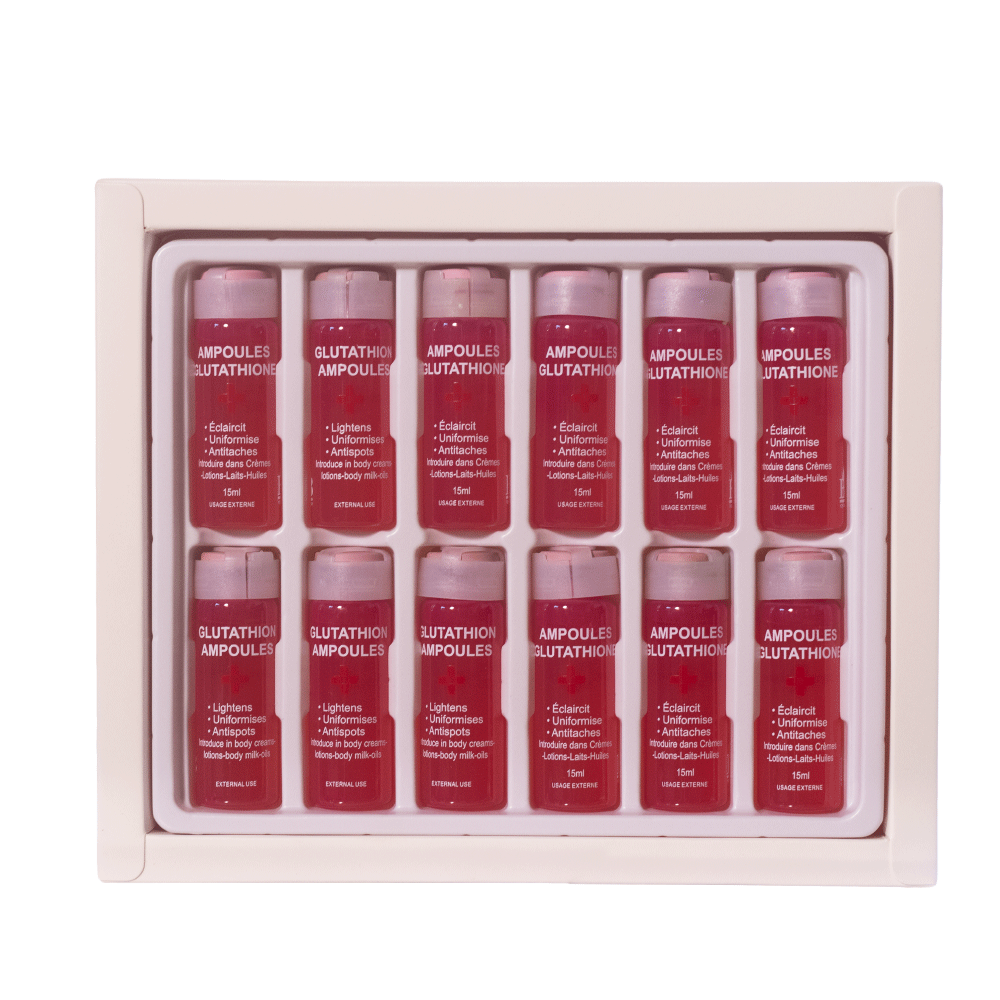 AMPOULES
GLUTATHIONE
• Éclaircit
• Uniformise
• Antitaches
Introduire dans Crèmes
-Lotions-Laits-Huiles
15ml
USAGE EXTERNE
GLUTATHION
AMPOULES
• Lightens
• Uniformises
• Antispots
Introduce in body creams-
lotions-body milk-oils
EXTERNAL USE
AMPOULES
GLUTATHIONE
• Éclaircit
• Uniformise
• Antitaches
Introduire dans Crèmes
-Lotions-Laits-Huiles
15ml
USAGE EXTERNE
AMPOULES
GLUTATHION
• Éclaircit
• Uniformise
• Antitaches
Introduire dans Crèmes
-Lotions-Laits-Huiles
15ml
USAGE EXTERNE
AMPOULES
GLUTATHIONE
• Éclaircit
• Uniformise
• Antitaches
Introduire dans Crèmes
-Lotions-Laits-Huiles
15ml
USAGE EXTERNE
AMPOULES
LUTATHIONE
• Éclaircit
• Uniformise
• Antitaches
Introduire dans Crèmes
-Lotions-Laits-Huiles
15ml
USAGE EXTERNE
GLUTATHION
AMPOULES
• Lightens
• Uniformises
• Antispots
Introduce in body creams-
lotions-body milk-oils
EXTERNAL USE
GLUTATHION
AMPOULES
• Lightens
• Uniformises
• Antispots
Introduce in body creams-
lotions-body milk-oils
EXTERNAL USE
GLUTATHION
AMPOULES
• Lightens
• Uniformises
• Antispots
Introduce in body creams-
lotions-body milk-oils
EXTERNAL USE
AMPOULES
GLUTATHIONE
• Éclaircit
• Uniformise
• Antitaches
Introduire dans Crèmes
-Lotions-Laits-Huiles
15ml
USAGE EXTERNE
AMPOULES
GLUTATHIONE
• Éclaircit
• Uniformise
• Antitaches
Introduire dans Crèmes
-Lotions-Laits-Huiles
15ml
USAGE EXTERNE
AMPOULES
GLUTATHIONE
• Éclaircit
• Uniformise
• Antitaches
Introduire dans Crèmes
-Lotions-Laits-Huiles
15ml
USAGE EXTERNE